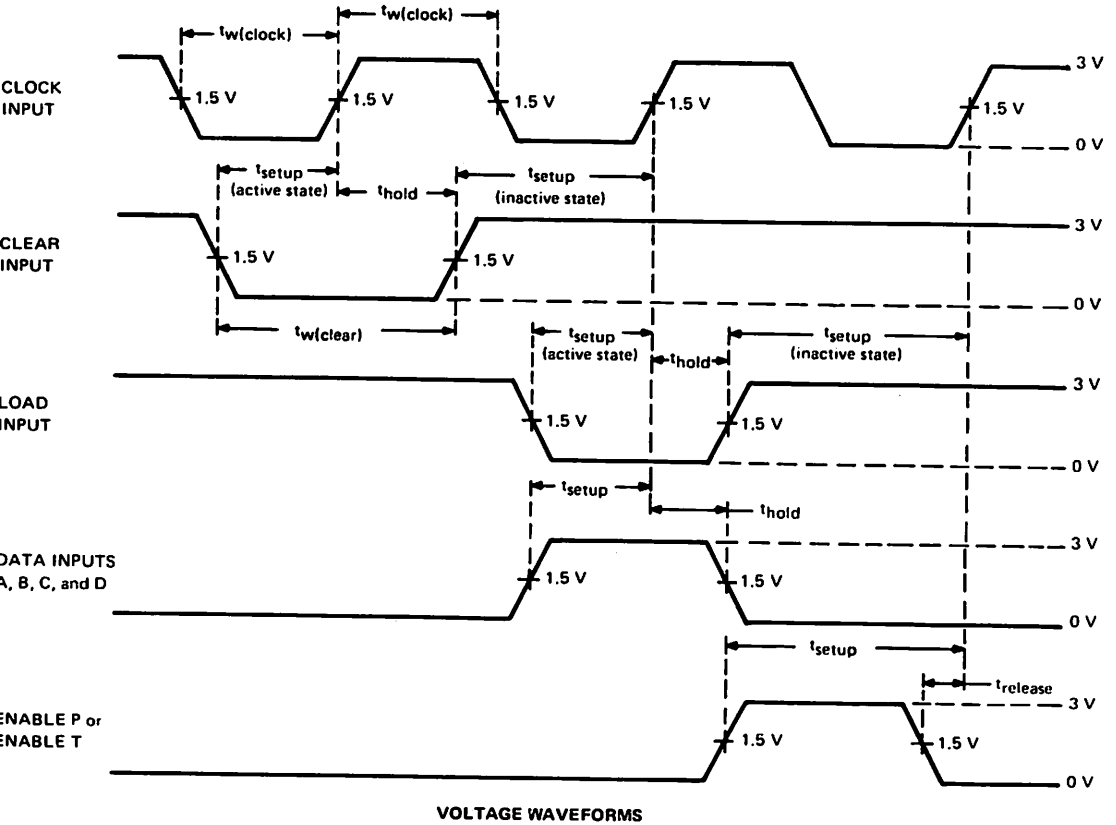 tw(clock)
tw(clock)
CLOCK
INPUT
1.5 V
1.5 V
1.5 V
1.5 V
1.5 V
3 V
0 V
tsetup
(active state)
thold
tsetup
(inactive state)
CLEAR
INPUT
1.5 V
1.5 V
3 V
0 V
tw(clear)
tsetup
(active state)
thold
tsetup
(inactive state)
LOAD
INPUT
1.5 V
1.5 V
3 V
0 V
tsetup
thold
DATA INPUTS
A, B, C, and D
1.5 V
1.5 V
3 V
0 V
tsetup
trelease
ENABLE P or
ENABLE T
1.5 V
1.5 V
3 V
0 V
VOLTAGE WAVEFORMS